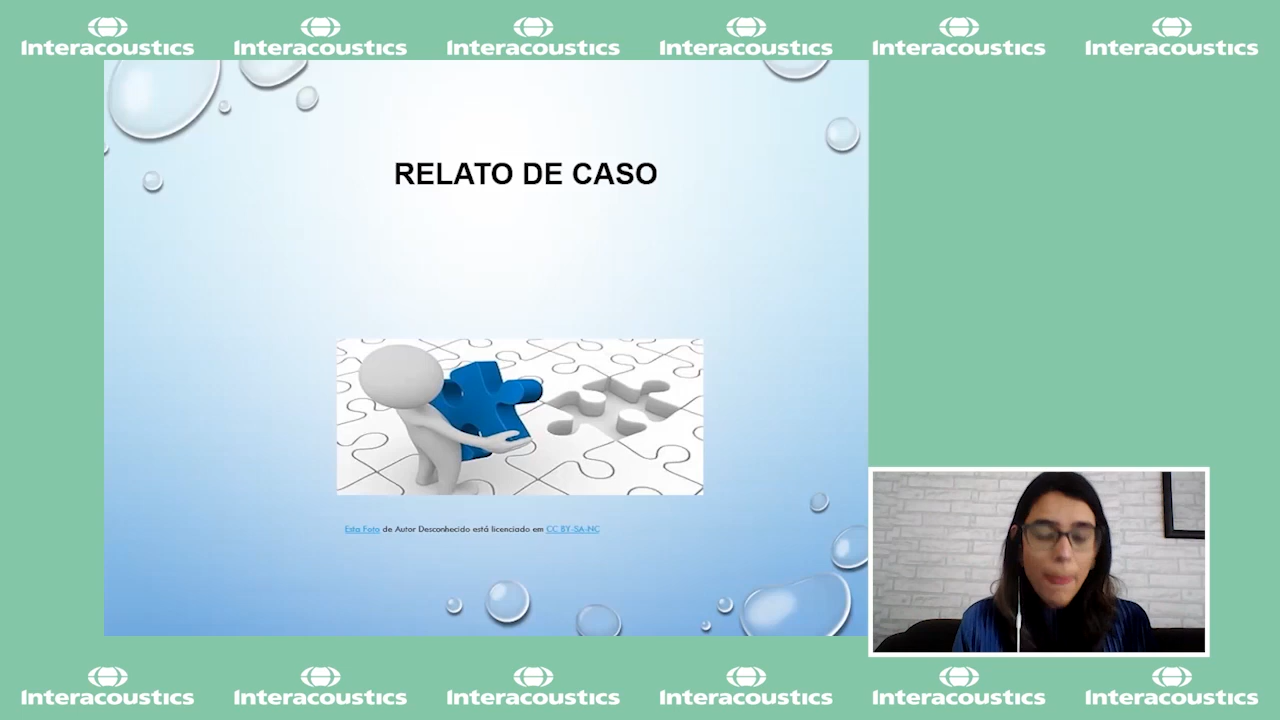 Interacoustics Interacoustics Interacoustics Interacoustics Interacoustics Interacoustics
RELATO DE CASO
Esta Foto de Autor Desconhecido está licenciado em CC BY-SA-NC
Interacoustics Interacoustics Interacoustics Interacoustics Interacoustics Interacoustics